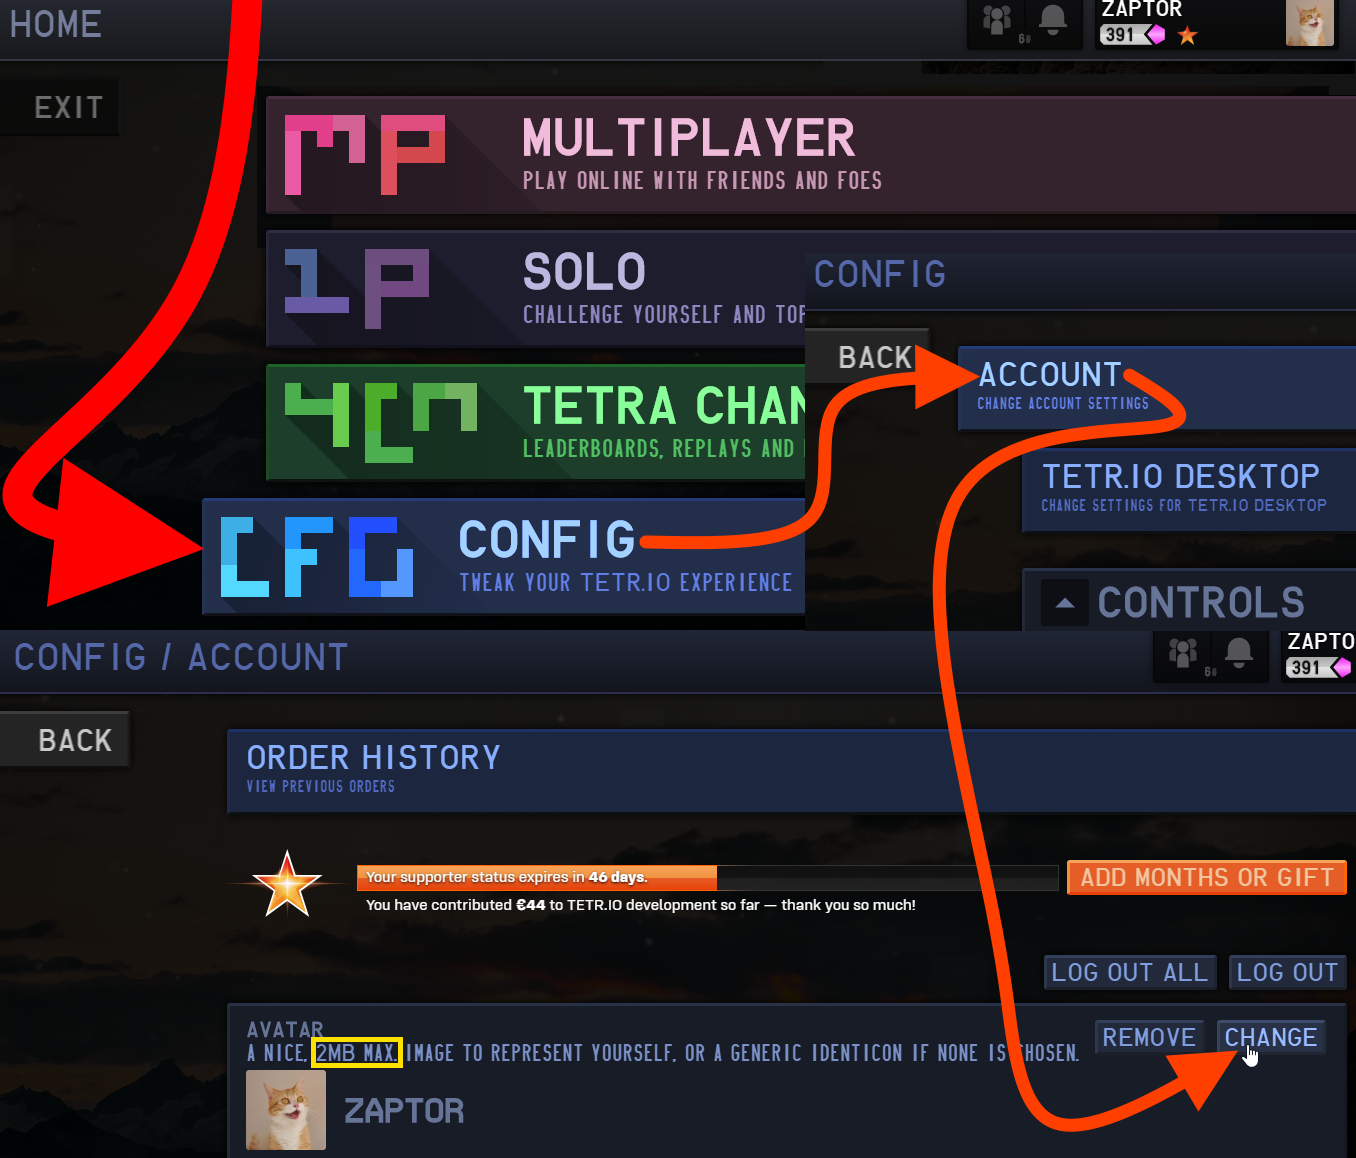 HOME
ZAPTOR
391
EXIT
MULTIPLAYER
PLAY ONLINE WITH FRIENDS AND FOES
1P
SOLO
CHALLENGE YOURSELF AND TOP
TETRA CHAN
LEADERBOARDS, REPLAYS AND
CFG
CONFIG
TWEAK YOUR TETR.IO EXPERIENCE
CONFIG
BACK
ACCOUNT
CHANGE ACCOUNT SETTINGS
TETR.IO DESKTOP
CHANGE SETTINGS FOR TETR.IO DESKTOP
CONTROLS
CONFIG / ACCOUNT
ZAPTO
391
BACK
ORDER HISTORY
VIEW PREVIOUS ORDERS
Your supporter status expires in 46 days.
You have contributed €44 to TETR.IO development so far — thank you so much!
ADD MONTHS OR GIFT
LOG OUT ALL
LOG OUT
AVATAR
A NICE, 2MB MAX. IMAGE TO REPRESENT YOURSELF, OR A GENERIC IDENTICON IF NONE IS CHOSEN.
REMOVE
CHANGE
ZAPTOR